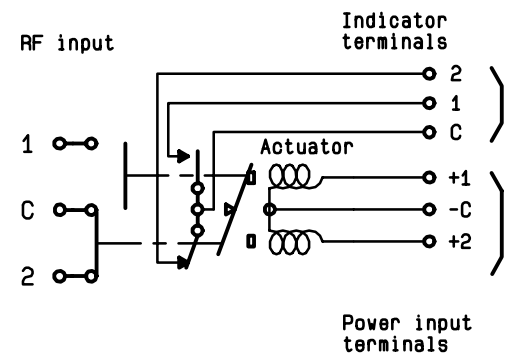 Indicator
terminals
RF input
2
1
C
1
Actuator
+1
C
-C
+2
2
Power input
terminals